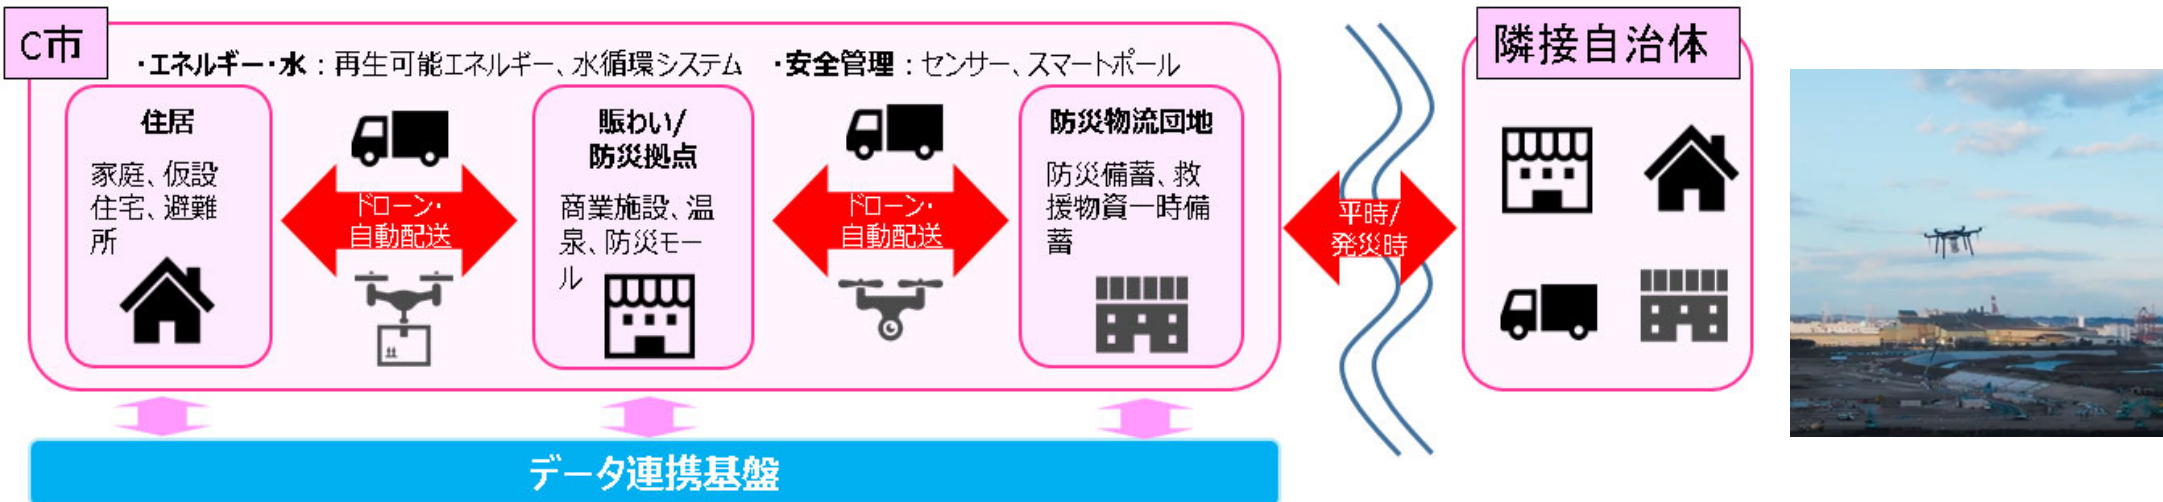 C市
・エネルギー・水：再生可能エネルギー、水循環システム ・安全管理：センサー、スマートポール
住居
家庭、仮設
住宅、避難
所
ドローン・
自動配送
賑わい/
防災拠点
商業施設、温
泉、防災モー
ル
ドローン・
自動配送
防災物流団地
防災備蓄、救
援物資一時備
蓄
平時/
発災時
隣接自治体
データ連携基盤